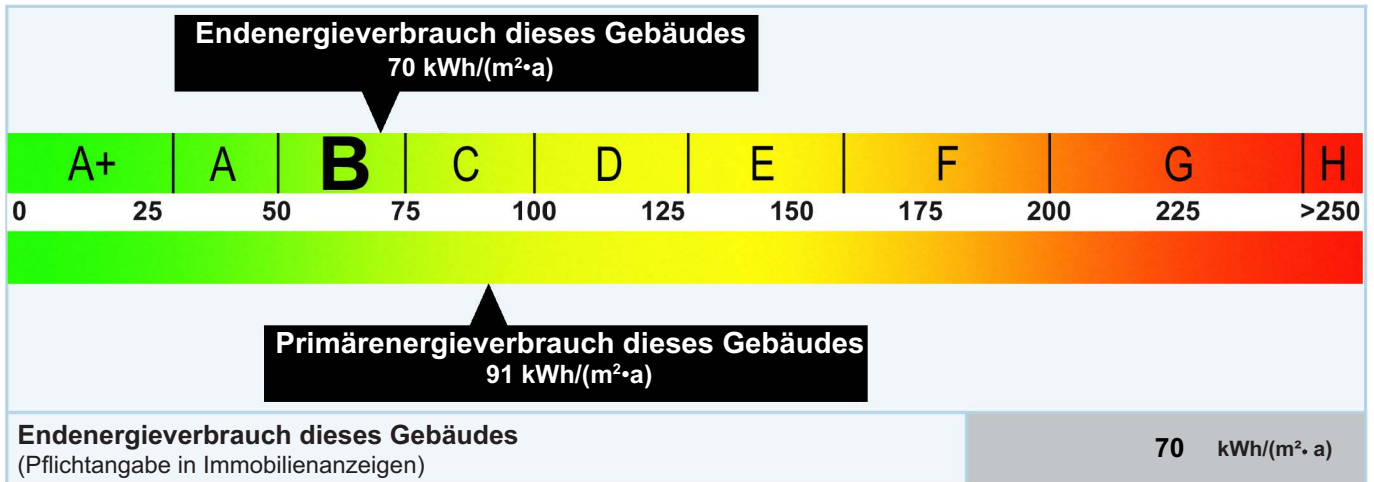 Endenergieverbrauch dieses Gebäudes
70 kWh/(m²•a)
A+ A B C D E F G H
0 25 50 75 100 125 150 175 200 225 >250
Primärenergieverbrauch dieses Gebäudes
91 kWh/(m²•a)
Endenergieverbrauch dieses Gebäudes
(Pflichtangabe in Immobilienanzeigen)
70 kWh/(m²• a)